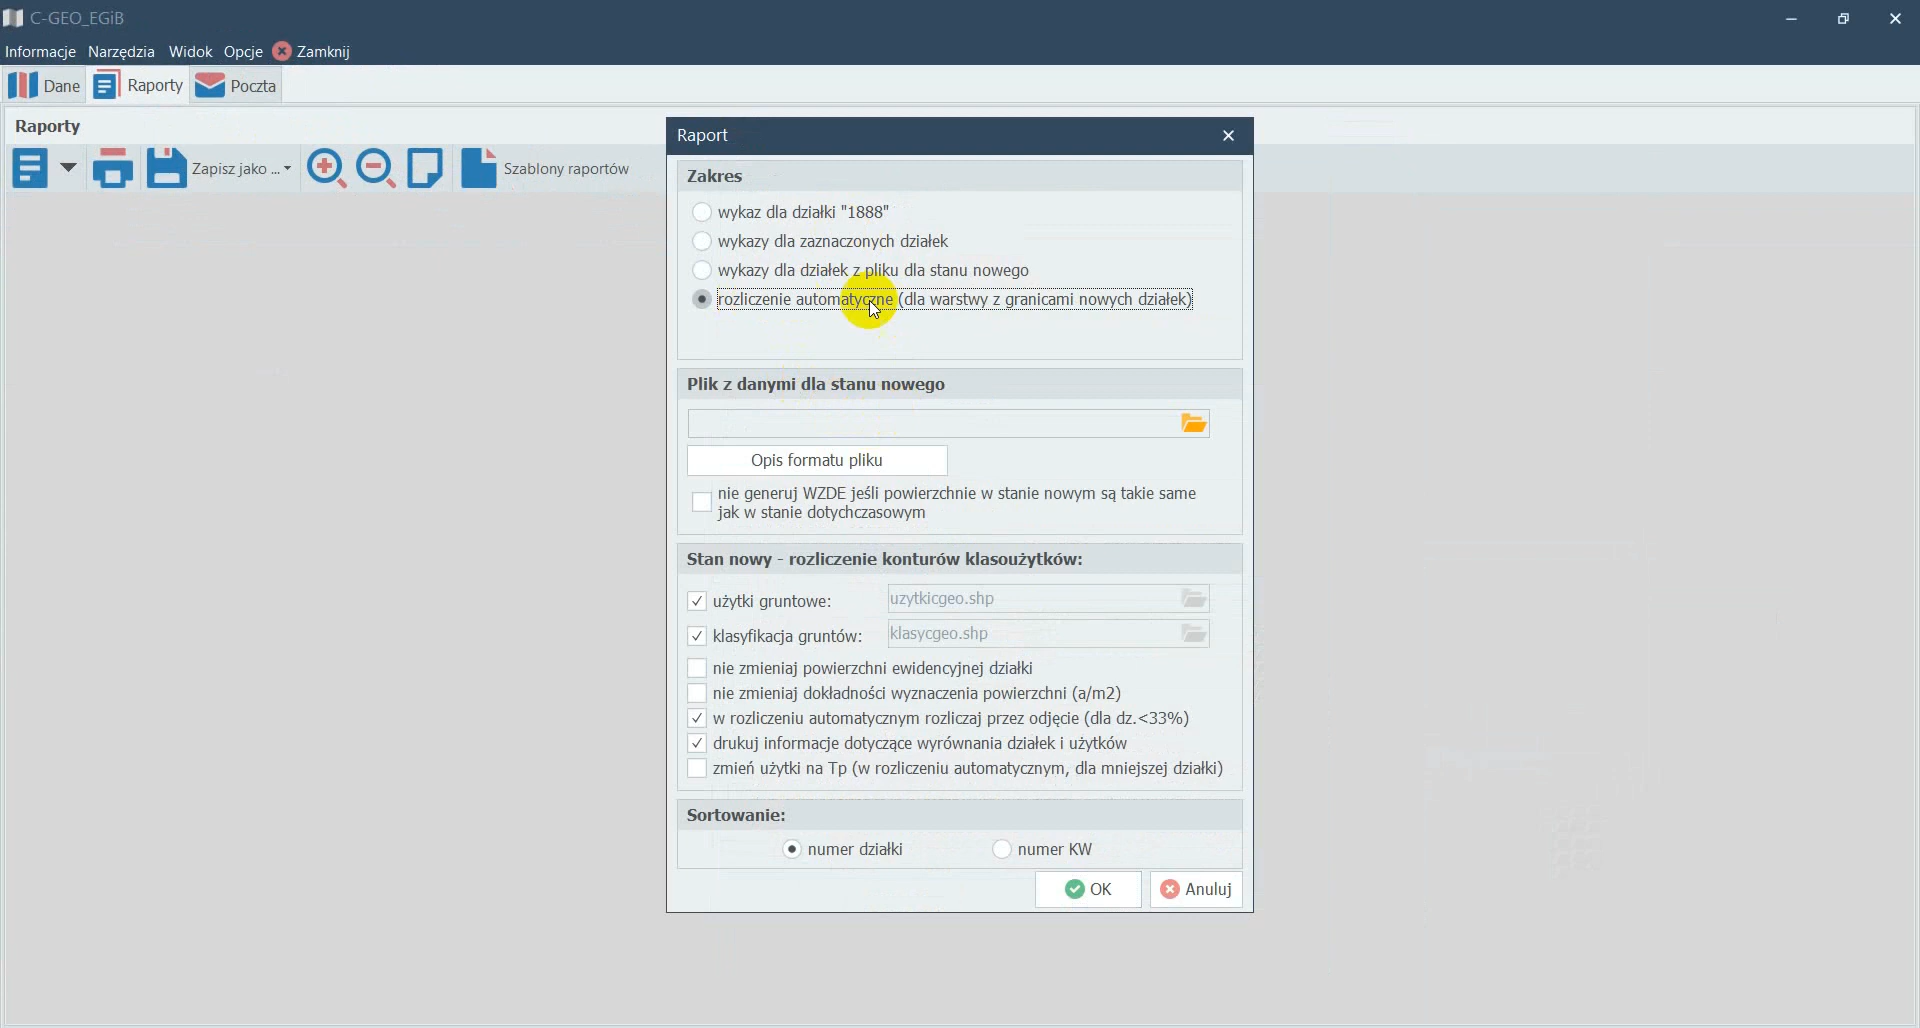 C-GEO_EGiB
Informacje Narzędzia Widok Opcje Zamknij
Dane Raporty Poczta
Raporty
Zapisz jako ... Szablony raportów
Raport
Zakres
wykaz dla działki "1888"
wykazy dla zaznaczonych działek
wykazy dla działek z pliku dla stanu nowego
rozliczenie automatyczne (dla warstwy z granicami nowych działek)
Plik z danymi dla stanu nowego
Opis formatu pliku
nie generuj WZDE jeśli powierzchnie w stanie nowym są takie same
jak w stanie dotychczasowym
Stan nowy - rozliczenie konturów klasoużytków:
użytki gruntowe: uzytkicgeo.shp
klasyfikacja gruntów: klasycgeo.shp
nie zmieniaj powierzchni ewidencyjnej działki
nie zmieniaj dokładności wyznaczenia powierzchni (a/m2)
w rozliczeniu automatycznym rozliczaj przez odjęcie (dla dz.<33%)
drukuj informacje dotyczące wyrównania działek i użytków
zmień użytki na Tp (w rozliczeniu automatycznym, dla mniejszej działki)
Sortowanie:
numer działki numer KW
OK Anuluj